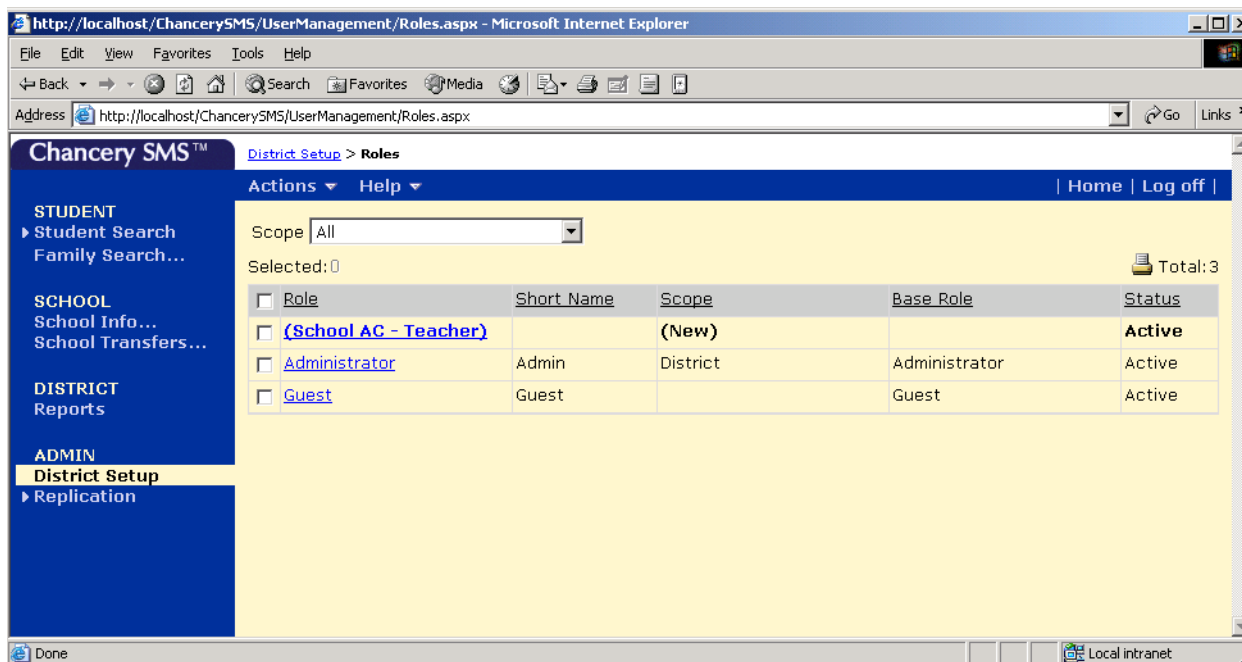 http://localhost/ChancerySMS/UserManagement/Roles.aspx - Microsoft Internet Explorer
File Edit View Favorites Tools Help
Back Search Favorites Media
Address http://localhost/ChancerySMS/UserManagement/Roles.aspx Go Links
Chancery SMS™ District Setup > Roles
Actions Help | Home | Log off |
STUDENT
Student Search
Family Search...
SCHOOL
School Info...
School Transfers...
DISTRICT
Reports
ADMIN
District Setup
Replication
Scope All
Selected: 0 Total: 3
Role Short Name Scope Base Role Status
(School AC - Teacher) (New) Active
Administrator Admin District Administrator Active
Guest Guest Guest Active
Done Local intranet